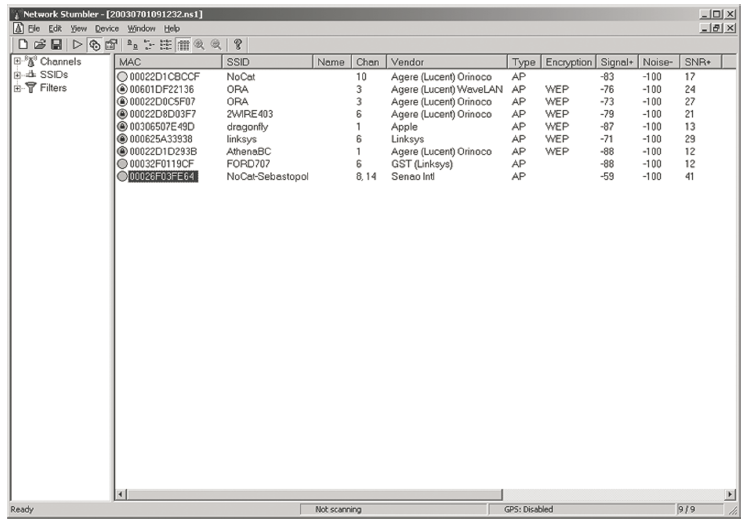 Network Stumbler - [20030701091232.ns1]
File Edit View Device Window Help
Channels
SSIDs
Filters
MAC SSID Name Chan Vendor Type Encryption Signal+ Noise- SNR+
00022D1CBCCF NoCat 10 Agere (Lucent) Orinoco AP -83 -100 17
00601DF22136 ORA 3 Agere (Lucent) WaveLAN AP WEP -76 -100 24
00022D0C5F07 ORA 3 Agere (Lucent) Orinoco AP WEP -73 -100 27
00022D8D03F7 2WIRE403 6 Agere (Lucent) Orinoco AP WEP -79 -100 21
00306507E49D dragonfly 1 Apple AP WEP -87 -100 13
000625A33938 linksys 6 Linksys AP WEP -71 -100 29
00022D1D293B AthenaBC 1 Agere (Lucent) Orinoco AP WEP -88 -100 12
00032F0119CF FORD707 6 GST (Linksys) AP -88 -100 12
00026F03FE64 NoCat-Sebastopol 8, 14 Senao Intl AP -59 -100 41
Ready Not scanning GPS: Disabled 9 / 9